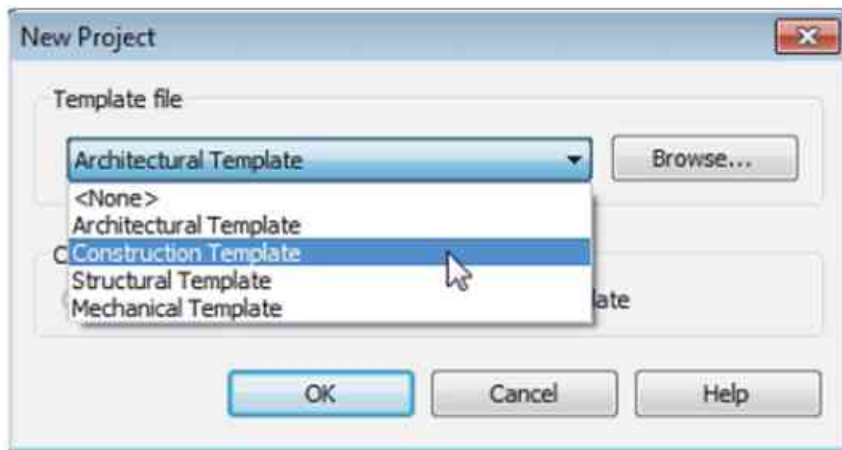 New Project
Template file
Architectural Template
Browse...
<None>
Architectural Template
Construction Template
Structural Template
Mechanical Template
OK
Cancel
Help